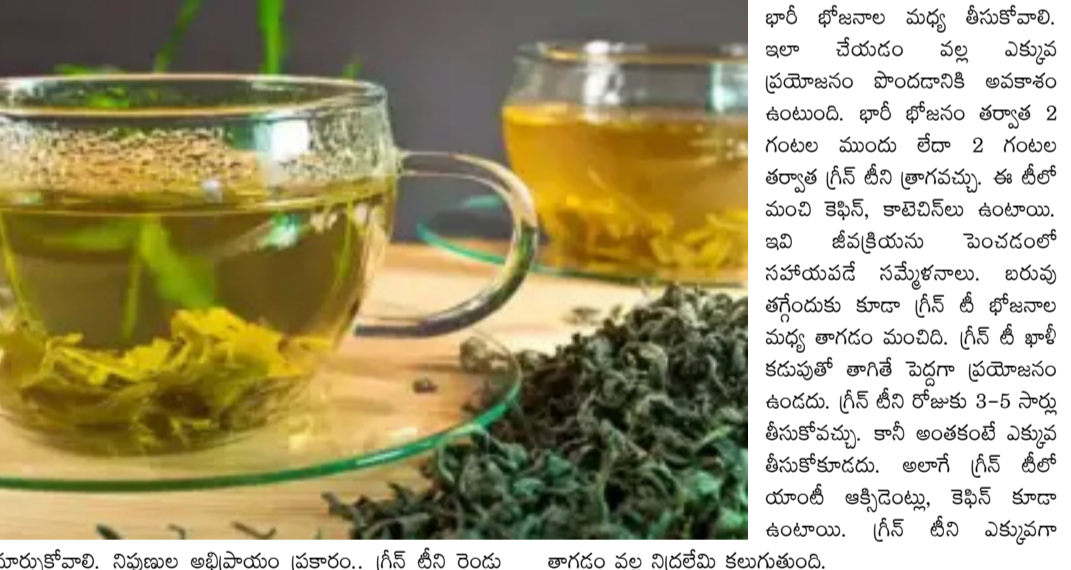 మార్చుకోవాలి. నిపుణుల అభిప్రాయం ప్రకారం.. గ్రీన్ టీని రెండు
భారీ భోజనాల మధ్య తీసుకోవాలి.
ఇలా చేయడం వల్ల ఎక్కువ
ప్రయోజనం పొందడానికి అవకాశం
ఉంటుంది. భారీ భోజనం తర్వాత 2
గంటల ముందు లేదా 2 గంటల
తర్వాత గ్రీన్ టీని త్రాగవచ్చు. ఈ టీలో
మంచి కెఫిన్, కాటెచిన్‌లు ఉంటాయి.
ఇవి జీవక్రియను పెంచడంలో
సహాయపడే సమ్మేళనాలు. బరువు
తగ్గేందుకు కూడా గ్రీన్ టీ భోజనాల
మధ్య తాగడం మంచిది. గ్రీన్ టీ ఖాళీ
కడుపుతో తాగితే పెద్దగా ప్రయోజనం
ఉండదు. గ్రీన్ టీని రోజుకు 3-5 సార్లు
తీసుకోవచ్చు. కానీ అంతకంటే ఎక్కువ
తీసుకోకూడదు. అలాగే గ్రీన్ టీలో
యాంటీ ఆక్సిడెంట్లు, కెఫిన్ కూడా
ఉంటాయి. గ్రీన్ టీని ఎక్కువగా
తాగడం వల్ల నిద్రలేమి కలుగుతుంది.